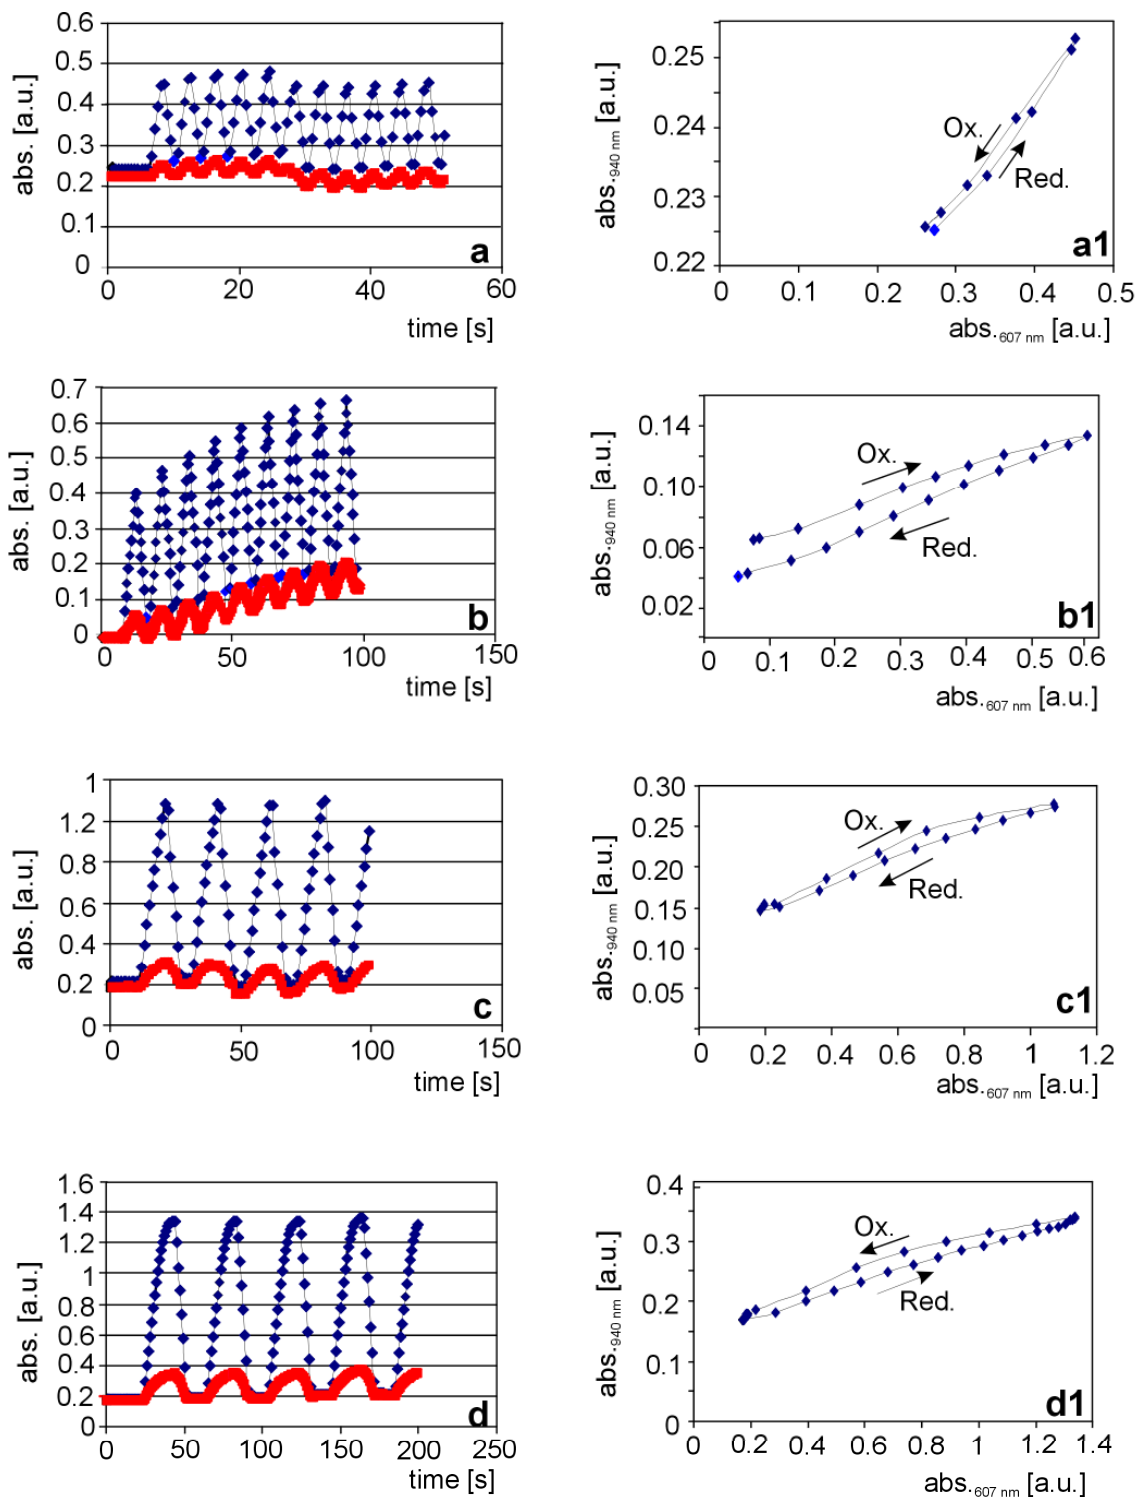 0.6
0.5
0.4
0.3
0.2
0.1
0
abs. [a.u.]
0 20 40 60
time [s]
a
0.25
0.24
0.23
0.22
abs.940 nm [a.u.]
Ox.
Red.
a1
0 0.1 0.2 0.3 0.4 0.5
abs.607 nm [a.u.]
0.7
0.6
0.5
0.4
0.3
0.2
0.1
0
abs. [a.u.]
b
0 50 100 150
time [s]
0.14
0.10
0.06
0.02
abs.940 nm [a.u.]
Ox.
Red.
b1
0 0.1 0.2 0.3 0.4 0.5 0.6
abs.607 nm [a.u.]
1
1.2
0.8
0.6
0.4
0.2
0
abs. [a.u.]
c
0 50 100 150
time [s]
0.30
0.25
0.20
0.15
0.10
0.05
abs.940 nm [a.u.]
Ox.
Red.
c1
0 0.2 0.4 0.6 0.8 1 1.2
abs.607 nm [a.u.]
1.6
1.4
1.2
1
0.8
0.6
0.4
0.2
0
abs. [a.u.]
d
0 50 100 150 200 250
time [s]
0.4
0.3
0.2
0.1
0
abs.940 nm [a.u.]
Ox.
Red.
d1
0 0.2 0.4 0.6 0.8 1 1.2 1.4
abs.607 nm [a.u.]